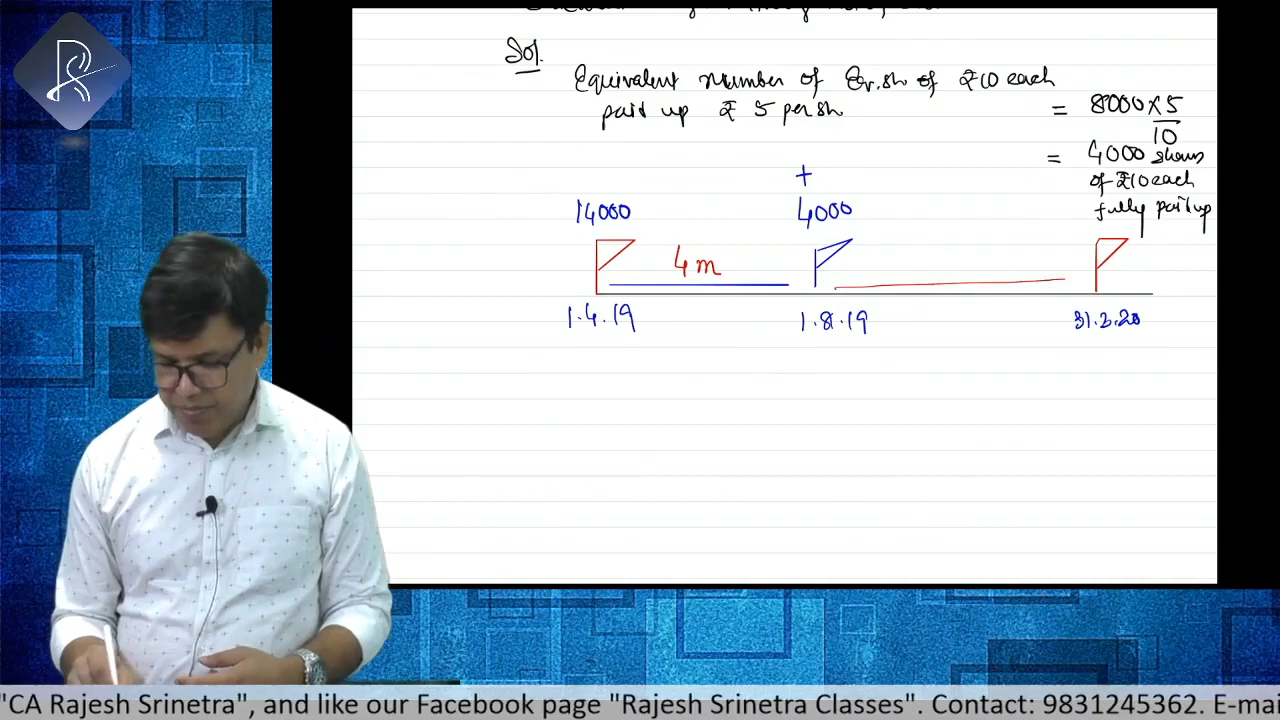 Sol.
Equivalent number of Eq.sh of ₹10 each
paid up ₹ 5 per sh
= 8000 x 5
10
= 4000 shares
of ₹10 each
fully paid up
+
14000 4000
4 m
1.4.19 1.8.19 31.3.20
RS
"CA Rajesh Srinetra", and like our Facebook page "Rajesh Srinetra Classes". Contact: 9831245362. E-mai